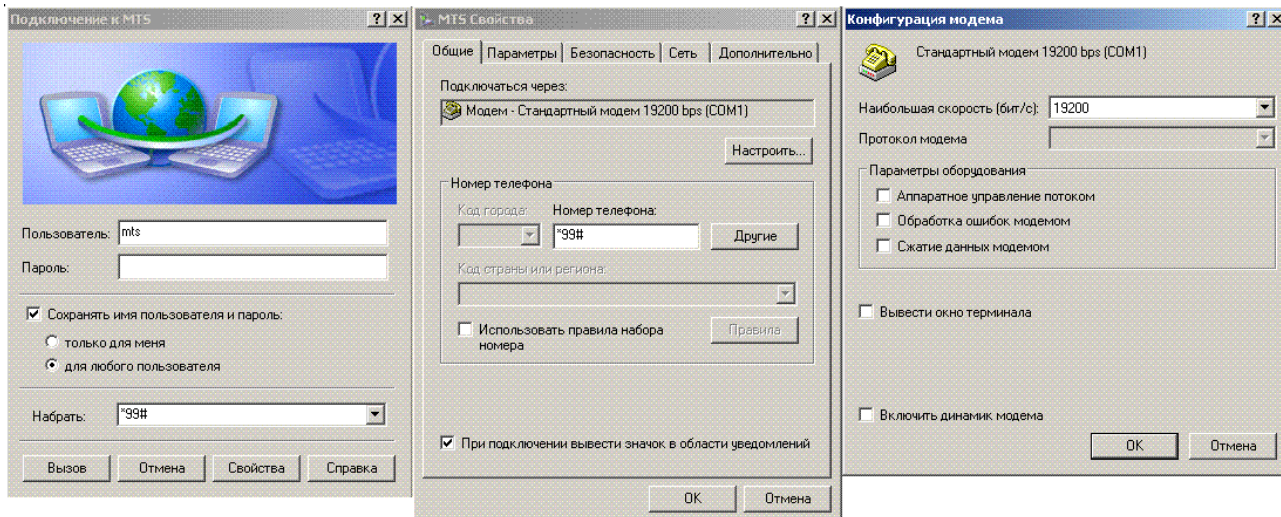 Подключение к MTS
Пользователь: mts
Пароль:
Сохранять имя пользователя и пароль:
только для меня
для любого пользователя
Набрать: *99#
Вызов Отмена Свойства Справка
MTS Свойства
Общие Параметры Безопасность Сеть Дополнительно
Подключаться через:
Модем - Стандартный модем 19200 bps (COM1)
Настроить...
Номер телефона
Код города: Номер телефона:
*99# Другие
Код страны или региона:
Использовать правила набора
номера
Правила
При подключении вывести значок в области уведомлений
OK Отмена
Конфигурация модема
Стандартный модем 19200 bps (COM1)
Наибольшая скорость (бит/с): 19200
Протокол модема
Параметры оборудования
Аппаратное управление потоком
Обработка ошибок модемом
Сжатие данных модемом
Вывести окно терминала
Включить динамик модема
OK Отмена